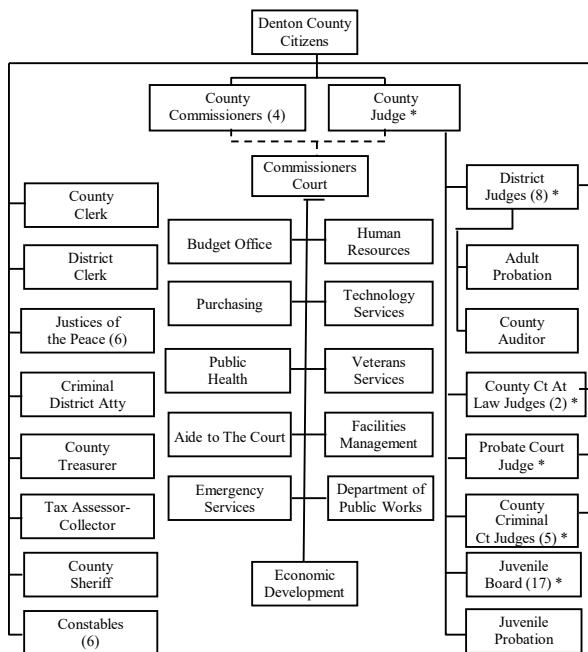 Denton County
Citizens
County
Commissioners (4)
County
Judge *
Commissioners
Court
County
Clerk
District
Clerk
Justices of
the Peace (6)
Criminal
District Atty
County
Treasurer
Tax Assessor-
Collector
County
Sheriff
Constables
(6)
Budget Office
Human
Resources
Purchasing
Technology
Services
Public
Health
Veterans
Services
Aide to The Court
Facilities
Management
Emergency
Services
Department of
Public Works
Economic
Development
District
Judges (8) *
Adult
Probation
County
Auditor
County Ct At
Law Judges (2) *
Probate Court
Judge *
County
Criminal
Ct Judges (5) *
Juvenile
Board (17) *
Juvenile
Probation